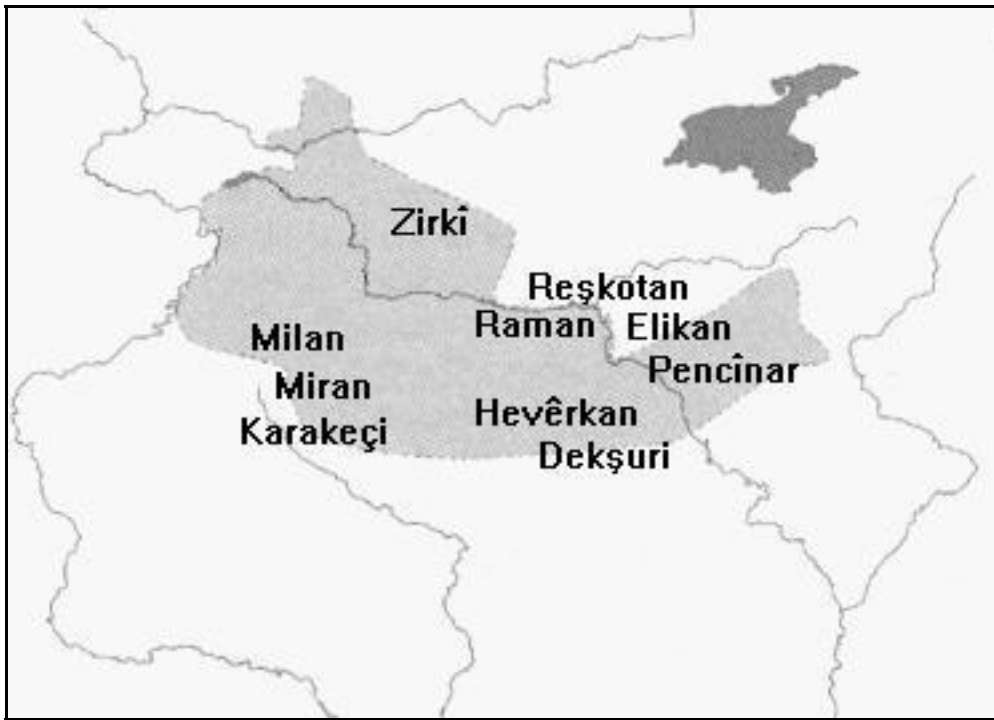 Zirkî
Reşkotan
Raman
Elikan
Milan
Pencînar
Miran
Hevêrkan
Karakeçi
Dekşuri